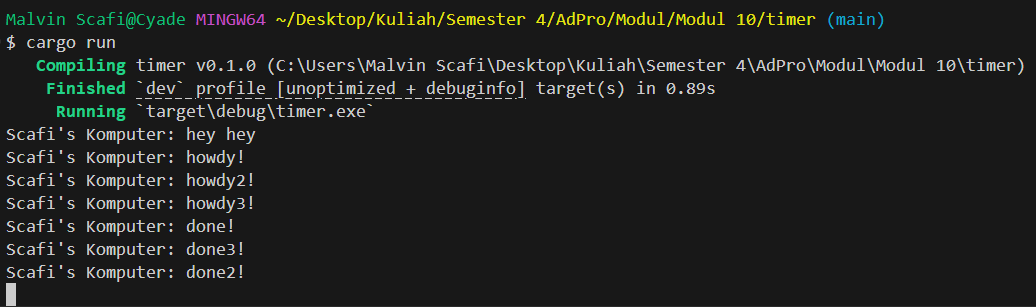 Malvin Scafi@Cyade MINGW64 ~/Desktop/Kuliah/Semester 4/AdPro/Modul/Modul 10/timer (main)
$ cargo run
   Compiling timer v0.1.0 (C:\Users\Malvin Scafi\Desktop\Kuliah\Semester 4\AdPro\Modul\Modul 10\timer)
    Finished `dev` profile [unoptimized + debuginfo] target(s) in 0.89s
     Running `target\debug\timer.exe`
Scafi's Komputer: hey hey
Scafi's Komputer: howdy!
Scafi's Komputer: howdy2!
Scafi's Komputer: howdy3!
Scafi's Komputer: done!
Scafi's Komputer: done3!
Scafi's Komputer: done2!